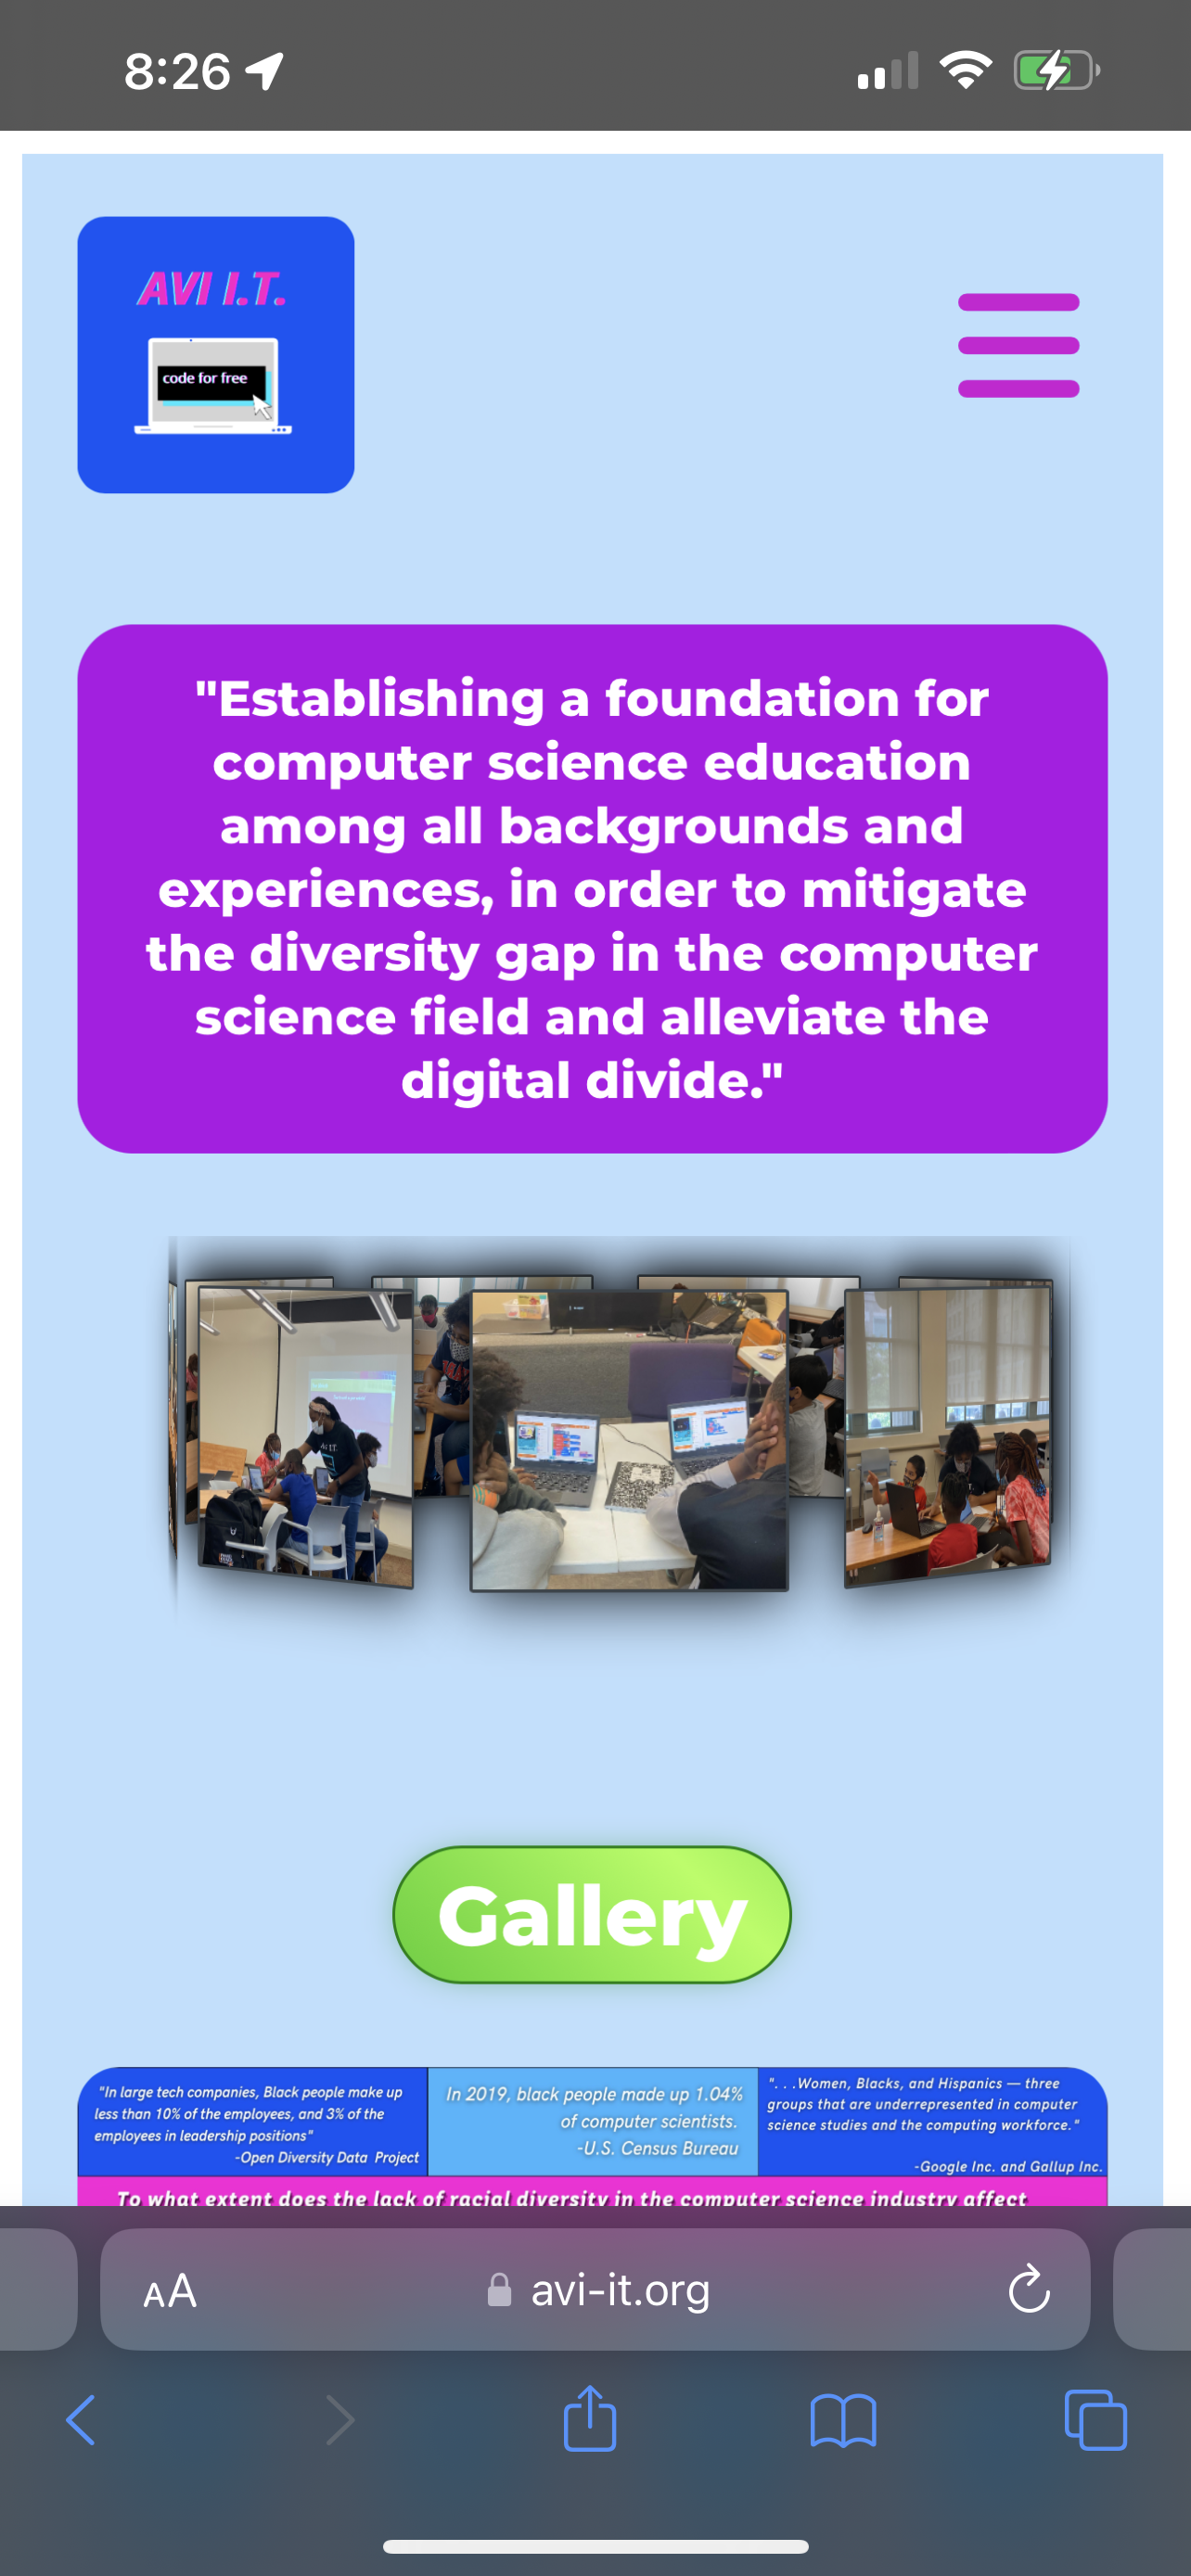 8:26
AVI I.T.
code for free
"Establishing a foundation for
computer science education
among all backgrounds and
experiences, in order to mitigate
the diversity gap in the computer
science field and alleviate the
digital divide."
Gallery
"In large tech companies, Black people make up
less than 10% of the employees, and 3% of the
employees in leadership positions"
-Open Diversity Data Project
In 2019, black people made up 1.04%
of computer scientists.
-U.S. Census Bureau
". . .Women, Blacks, and Hispanics — three
groups that are underrepresented in computer
science studies and the computing workforce."
-Google Inc. and Gallup Inc.
To what extent does the lack of racial diversity in the computer science industry affect
AA
avi-it.org